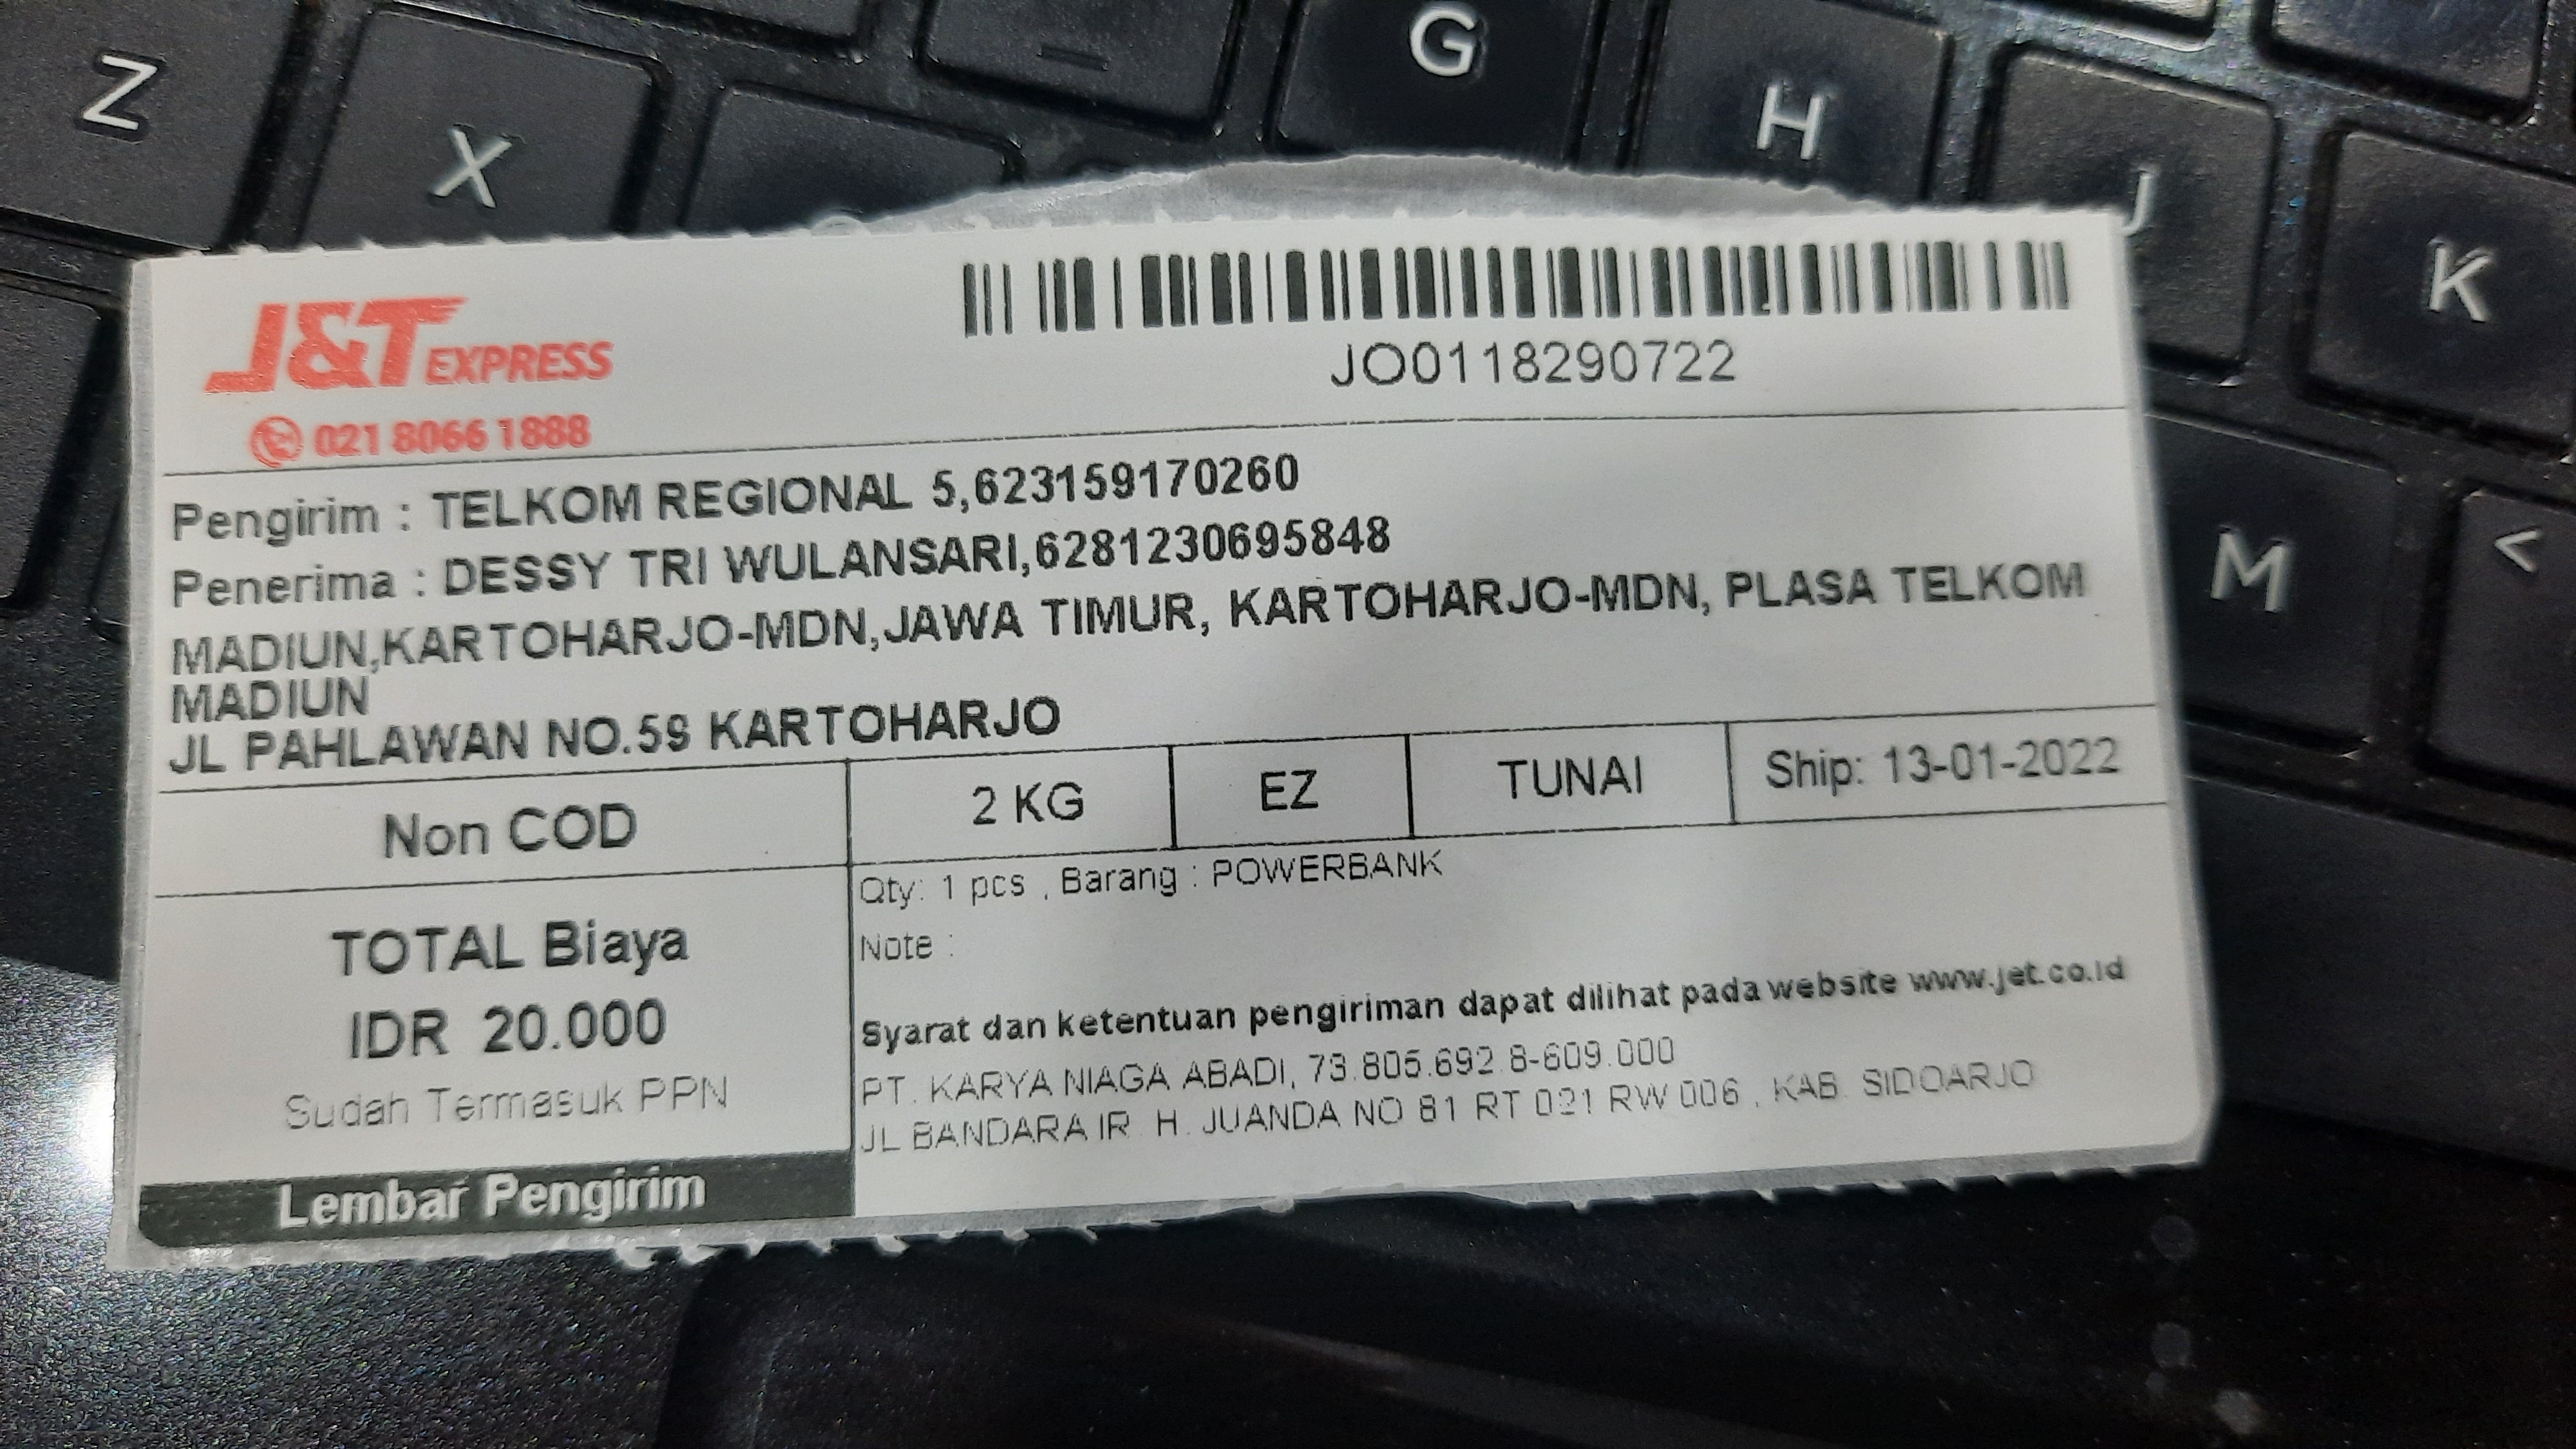 J&T EXPRESS
021 8066 1888
JO0118290722
Pengirim : TELKOM REGIONAL 5,623159170260
Penerima : DESSY TRI WULANSARI,6281230695848
MADIUN,KARTOHARJO-MDN,JAWA TIMUR, KARTOHARJO-MDN, PLASA TELKOM
MADIUN
JL PAHLAWAN NO.59 KARTOHARJO
Non COD
2 KG
EZ
TUNAI
Ship: 13-01-2022
TOTAL Biaya
IDR 20.000
Sudah Termasuk PPN
Lembar Pengirim
Qty: 1 pcs , Barang : POWERBANK
Note :
Syarat dan ketentuan pengiriman dapat dilihat pada website www.jet.co.id
PT. KARYA NIAGA ABADI, 73.805.692.8-609.000
JL BANDARA IR. H. JUANDA NO 81 RT 021 RW 006 , KAB. SIDOARJO
Z
X
G
H
J
M
K
<